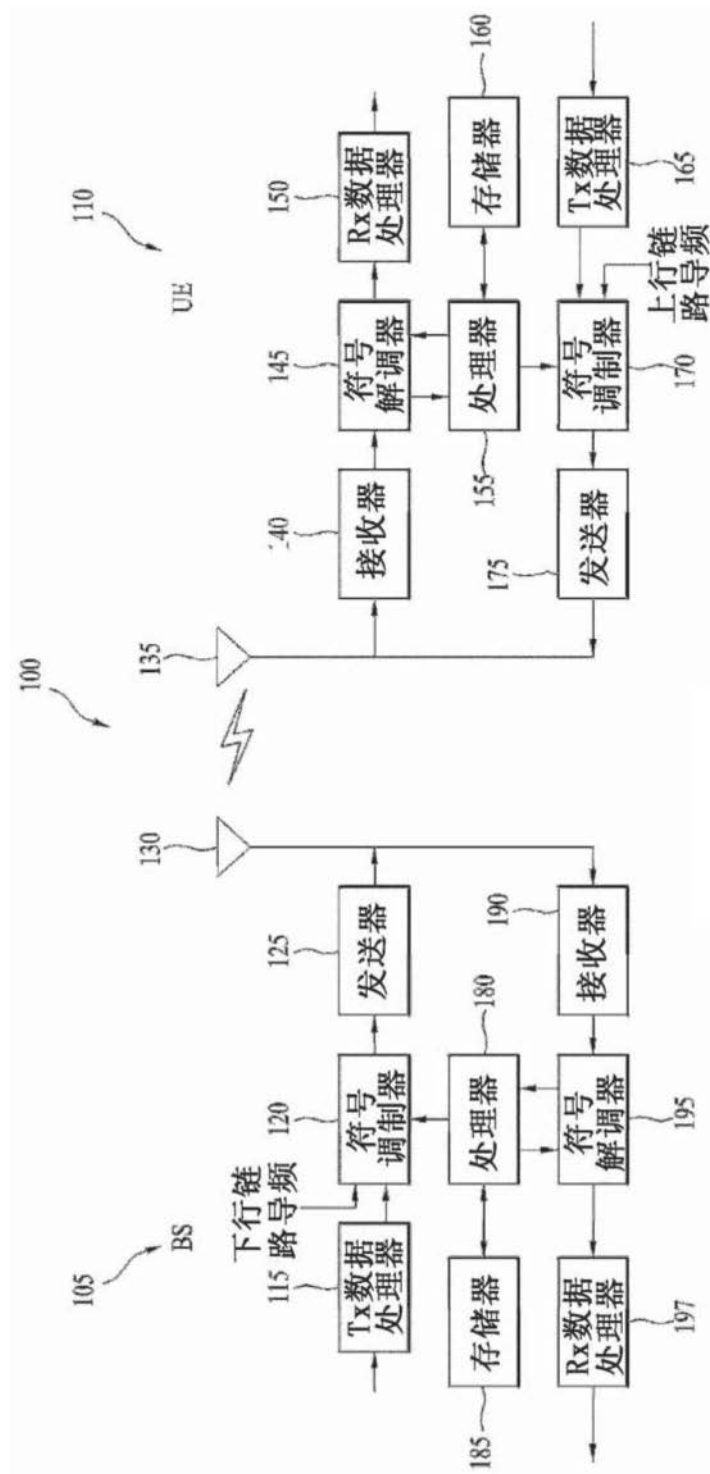 100
105
BS
110
UE
115
Tx数据
处理器
下行链
路导频
120
符号
调制器
125
发送器
130
135
140
接收器
145
符号
解调器
150
Rx数据
处理器
185
存储器
180
处理器
155
处理器
160
存储器
197
Rx数据
处理器
195
符号
解调器
190
接收器
175
发送器
170
符号
调制器
上行链
路导频
165
Tx数据
处理器